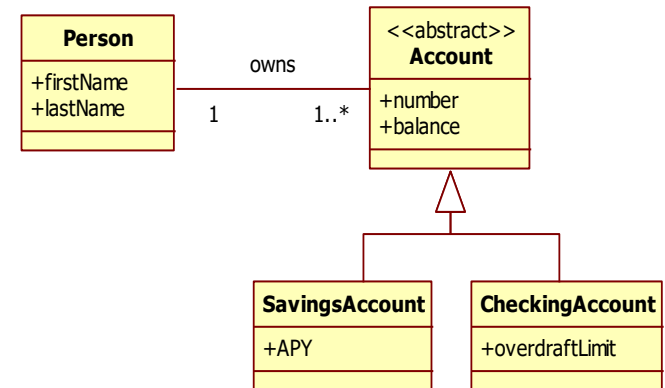 Person
+firstName
+lastName
owns
1
1..*
<<abstract>>
Account
+number
+balance
SavingsAccount
+APY
CheckingAccount
+overdraftLimit